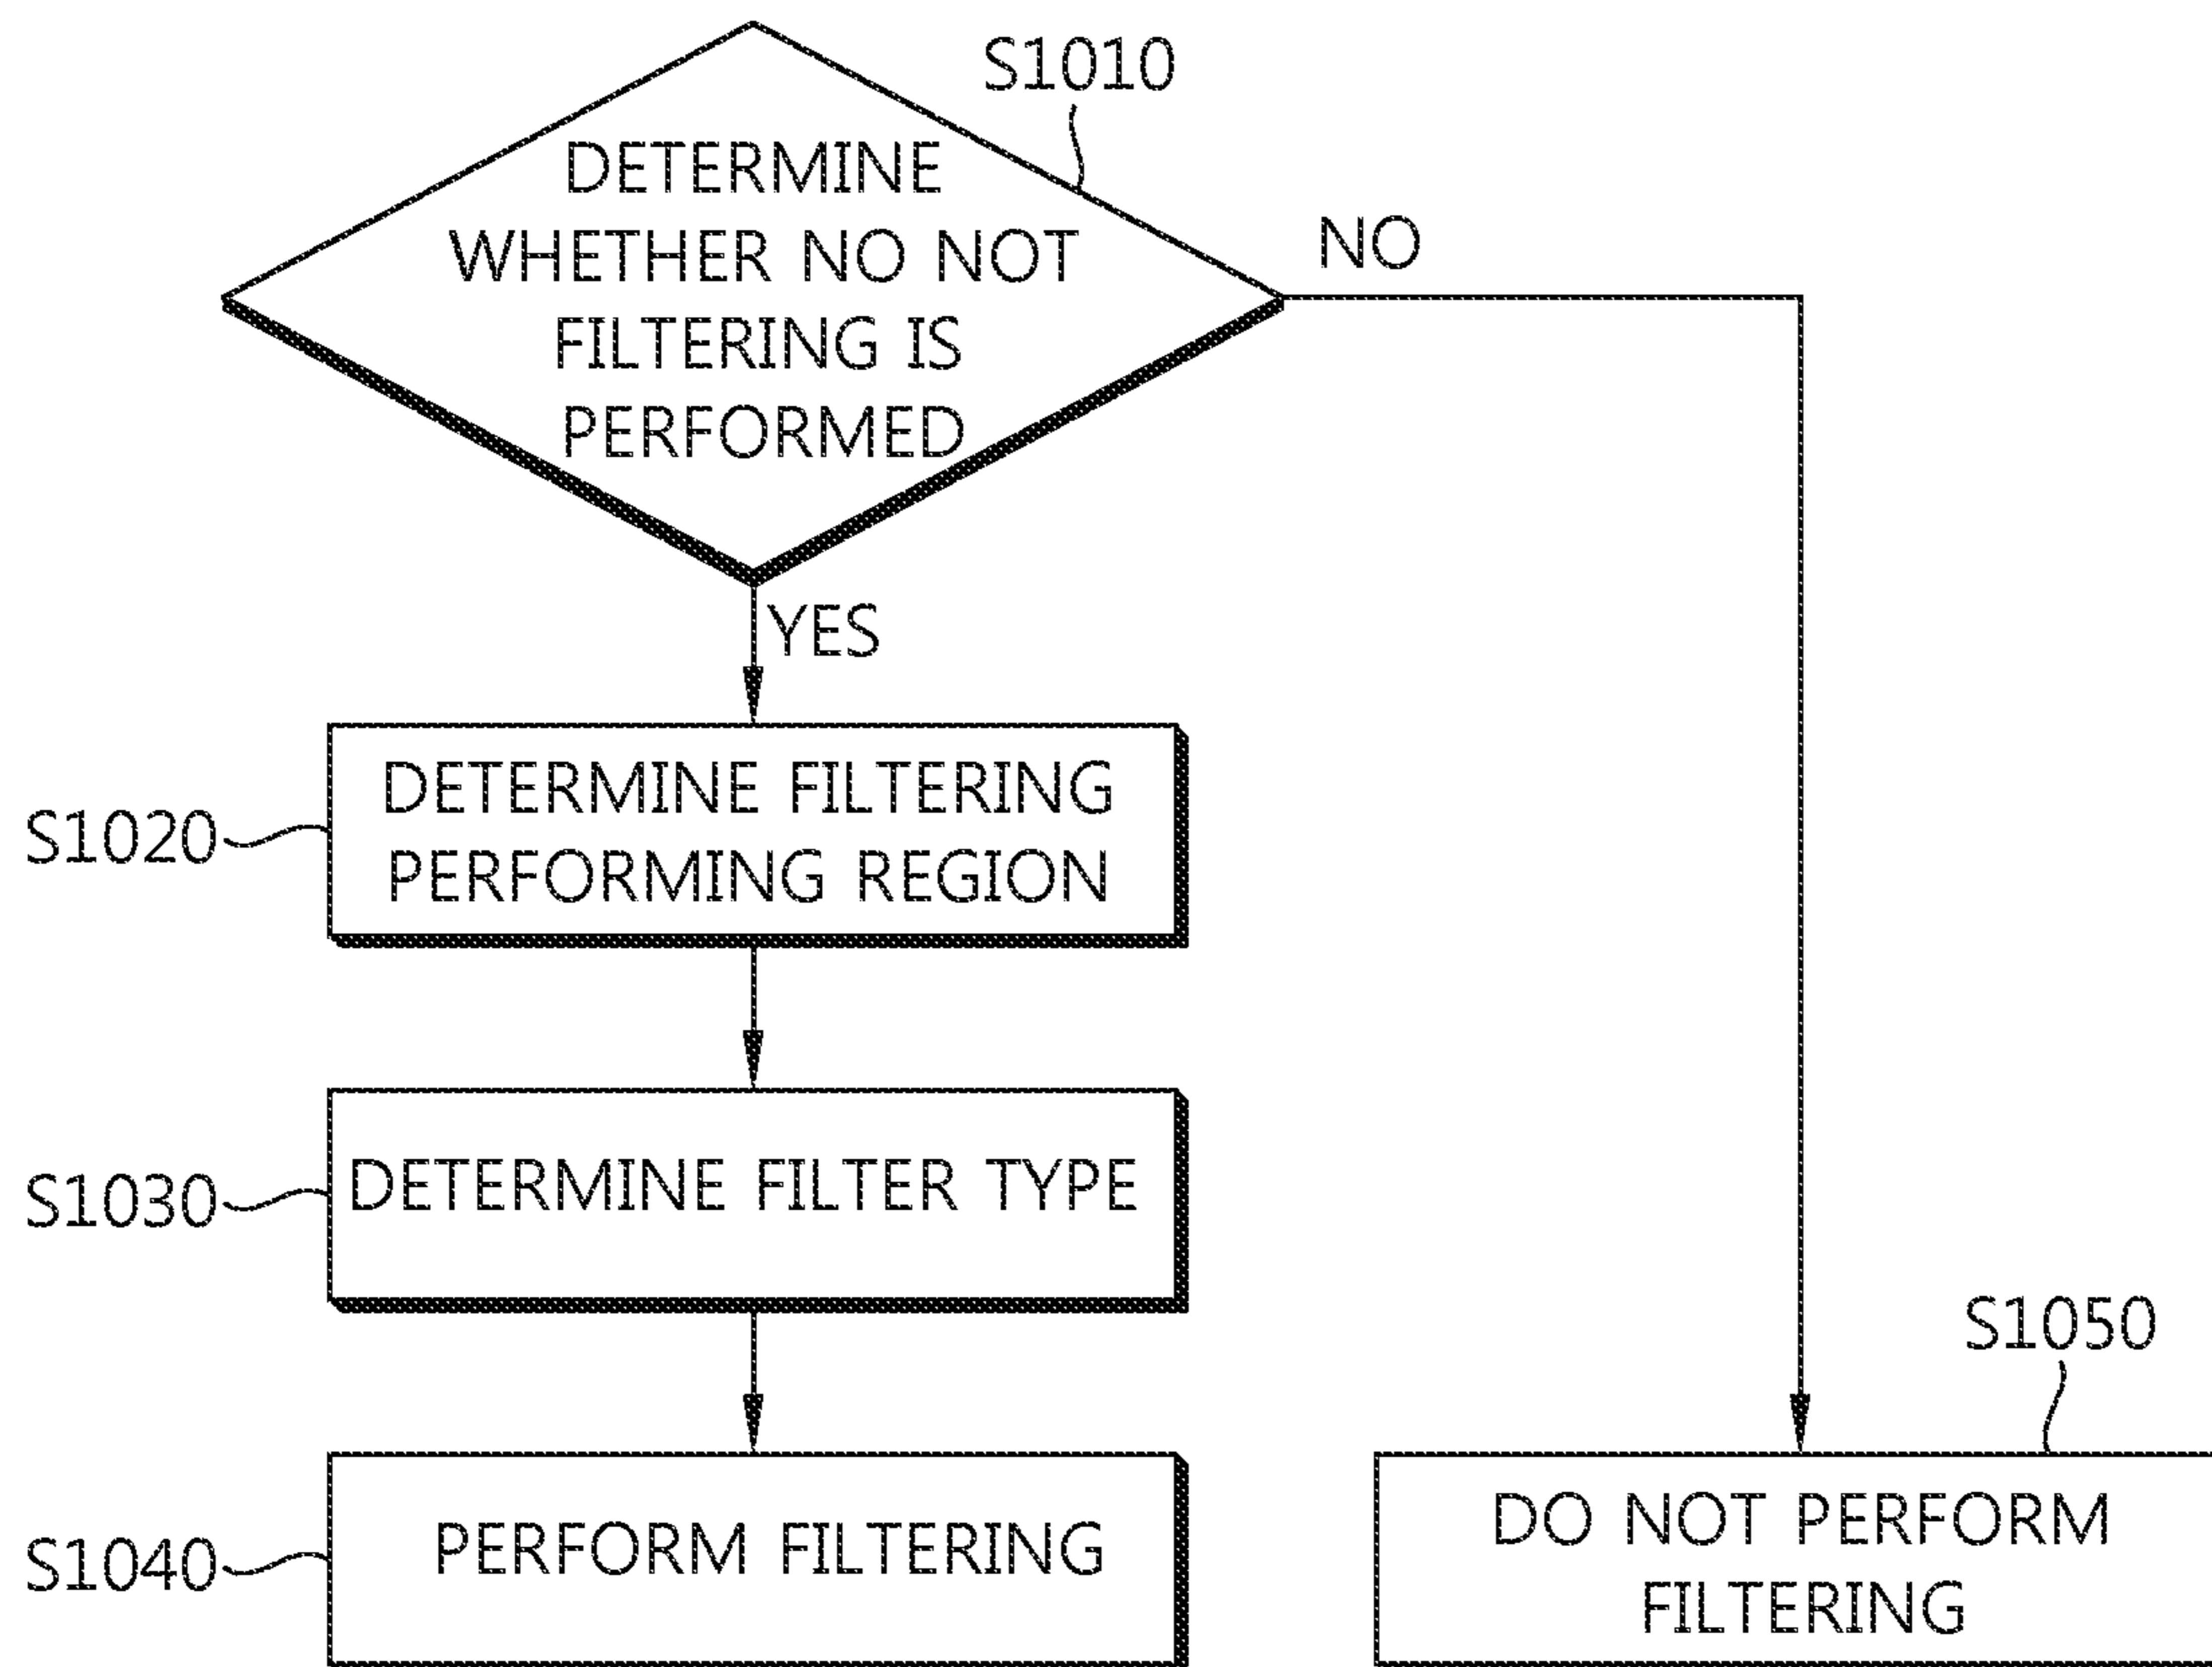 S1010
DETERMINE
WHETHER NO NOT
FILTERING IS
PERFORMED
NO
YES
S1020
DETERMINE FILTERING
PERFORMING REGION
S1030
DETERMINE FILTER TYPE
S1040
PERFORM FILTERING
S1050
DO NOT PERFORM
FILTERING